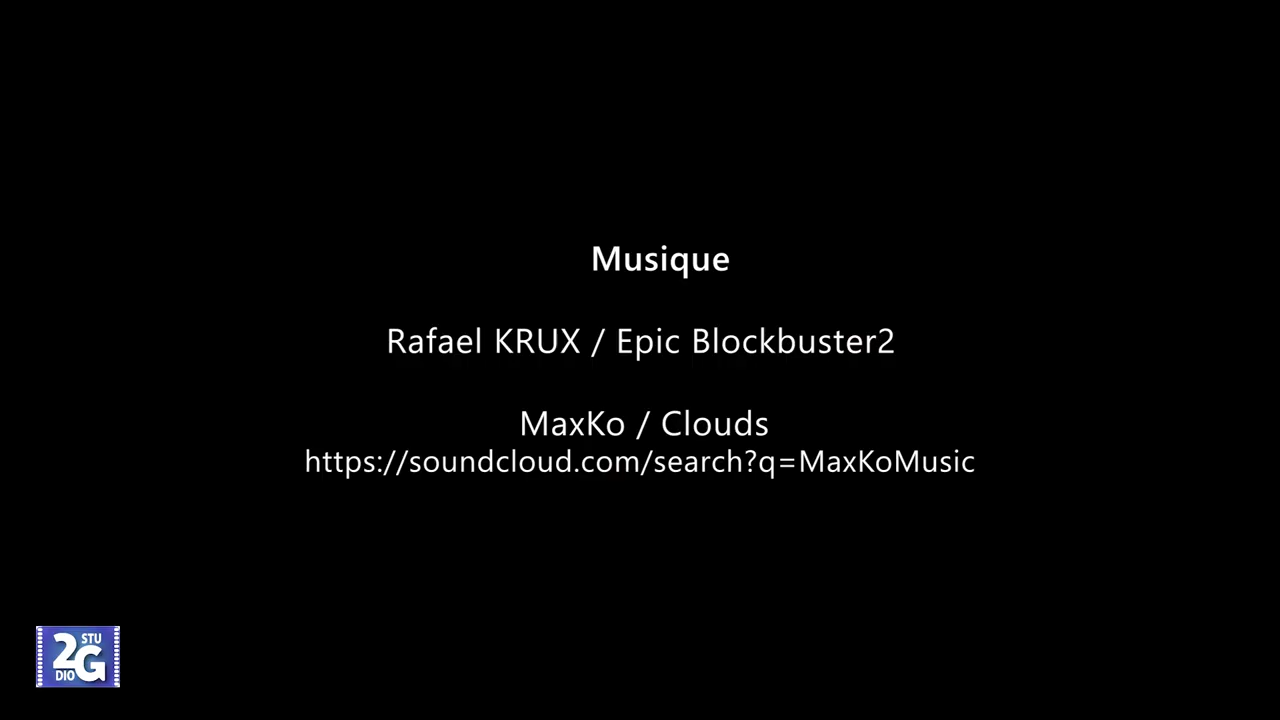 Musique
Rafael KRUX / Epic Blockbuster2
MaxKo / Clouds
https://soundcloud.com/search?q=MaxKoMusic
2G STU
DIO